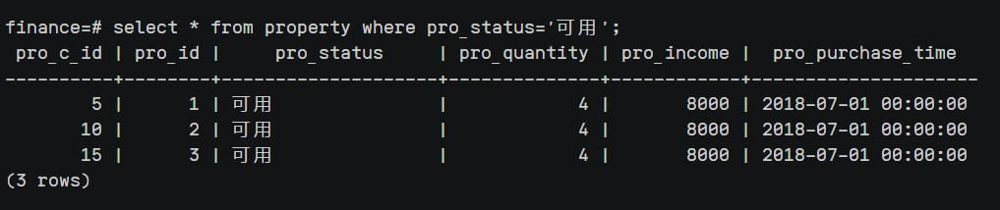 finance=# select * from property where pro_status='可用';
 pro_c_id | pro_id |      pro_status      | pro_quantity | pro_income |  pro_purchase_time
----------+--------+----------------------+--------------+------------+---------------------
        5 |      1 | 可用                 |            4 |       8000 | 2018-07-01 00:00:00
       10 |      2 | 可用                 |            4 |       8000 | 2018-07-01 00:00:00
       15 |      3 | 可用                 |            4 |       8000 | 2018-07-01 00:00:00
(3 rows)